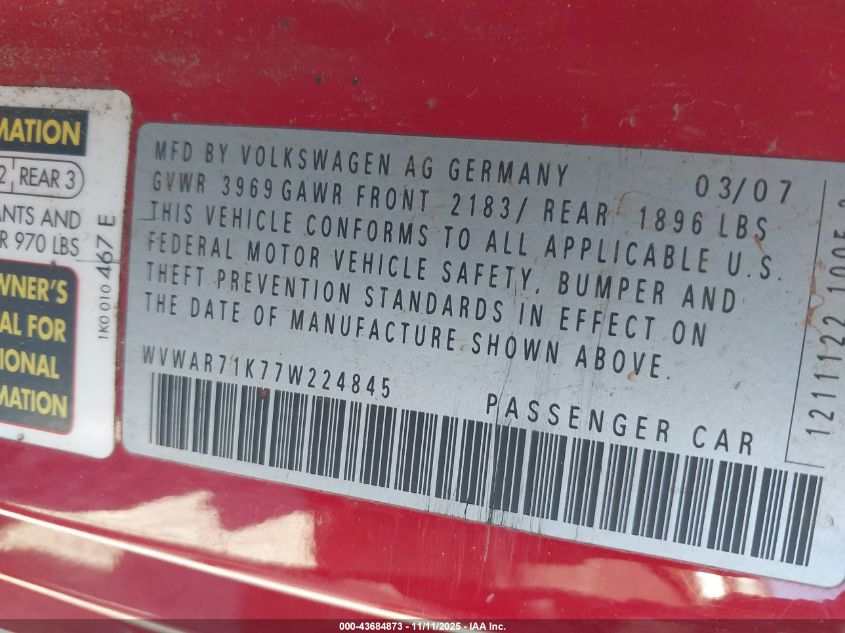 MATION
2 REAR 3
ANTS AND
R 970 LBS
WNER'S
AL FOR
TIONAL
MATION
1K0 010 467 E
MFD BY VOLKSWAGEN AG GERMANY 03/07
GVWR 3969 GAWR FRONT 2183/ REAR 1896 LBS
THIS VEHICLE CONFORMS TO ALL APPLICABLE U.S.
FEDERAL MOTOR VEHICLE SAFETY, BUMPER AND
THEFT PREVENTION STANDARDS IN EFFECT ON
THE DATE OF MANUFACTURE SHOWN ABOVE.
WVWAR71K77W224845
PASSENGER CAR
1211122 1005
000-43684873 - 11/11/2025 - IAA Inc.